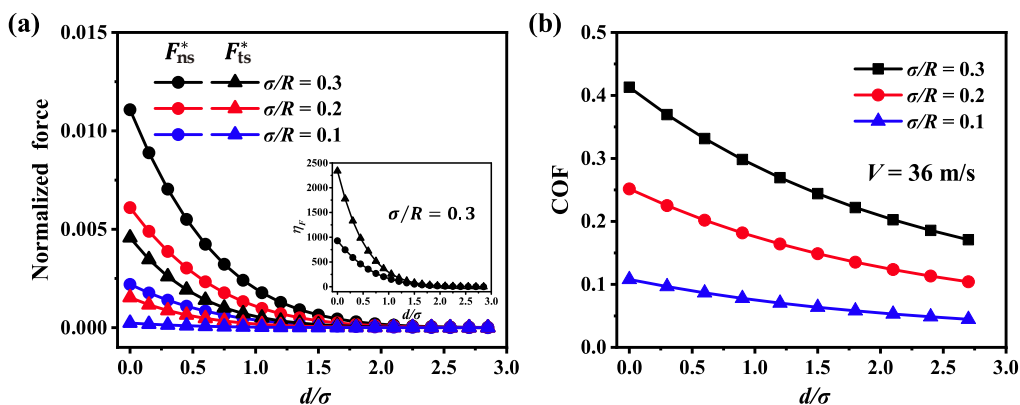 (a)
Normalized force
0.015
0.010
0.005
0.000
F*ns F*ts
σ/R = 0.3
σ/R = 0.2
σ/R = 0.1
ηF
2500
2000
1500
1000
500
0
σ/R = 0.3
0.0 0.5 1.0 1.5 2.0 2.5 3.0
d/σ
0.0 0.5 1.0 1.5 2.0 2.5 3.0
d/σ
(b)
COF
0.5
0.4
0.3
0.2
0.1
0.0
σ/R = 0.3
σ/R = 0.2
σ/R = 0.1
V = 36 m/s
0.0 0.5 1.0 1.5 2.0 2.5 3.0
d/σ